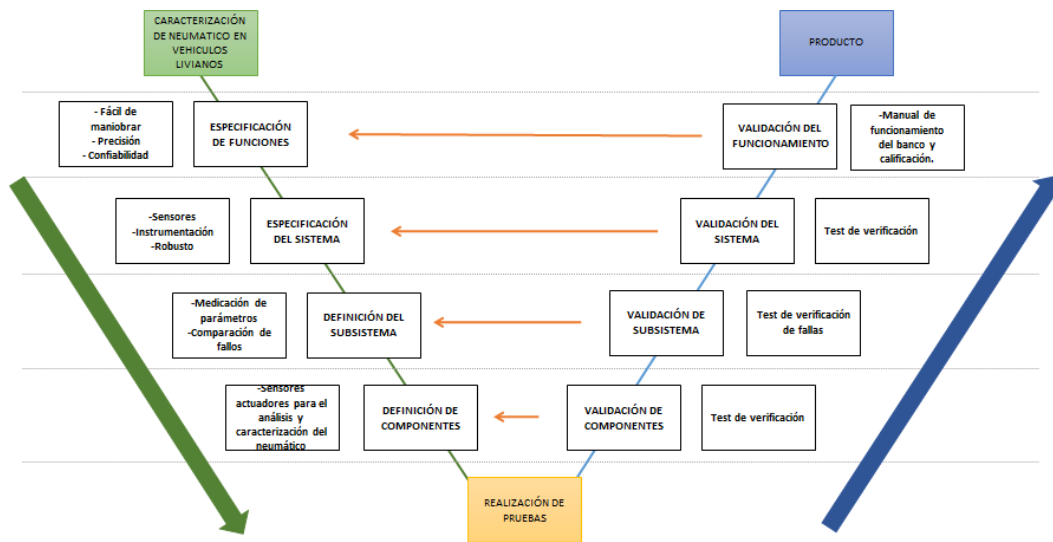 CARACTERIZACIÓN
DE NEUMATICO EN
VEHICULOS
LIVIANOS
PRODUCTO
- Fácil de
maniobrar
- Precisión
- Confiabilidad
ESPECIFICACIÓN
DE FUNCIONES
VALIDACIÓN DEL
FUNCIONAMIENTO
-Manual de
funcionamiento
del banco y
calificación.
-Sensores
-Instrumentación
-Robusto
ESPECIFICACIÓN
DEL SISTEMA
VALIDACIÓN DEL
SISTEMA
Test de verificación
-Medicación de
parámetros
-Comparación de
fallos
DEFINICIÓN DEL
SUBSISTEMA
VALIDACIÓN DE
SUBSISTEMA
Test de verificación
de fallas
-Sensores
actuadores para el
análisis y
caracterización del
neumático
DEFINICIÓN DE
COMPONENTES
VALIDACIÓN DE
COMPONENTES
Test de verificación
REALIZACIÓN DE
PRUEBAS